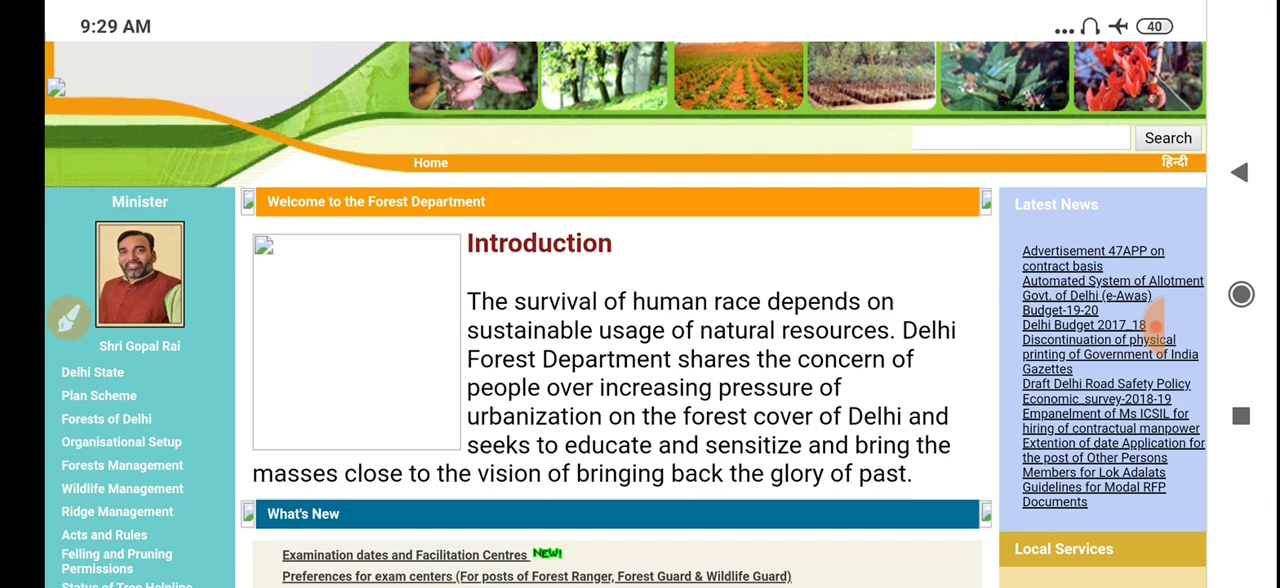 9:29 AM
40
Search
Home
हिन्दी
Minister
Shri Gopal Rai
Delhi State
Plan Scheme
Forests of Delhi
Organisational Setup
Forests Management
Wildlife Management
Ridge Management
Acts and Rules
Felling and Pruning
Permissions
Status of Tree Helpline
Welcome to the Forest Department
Introduction
The survival of human race depends on
sustainable usage of natural resources. Delhi
Forest Department shares the concern of
people over increasing pressure of
urbanization on the forest cover of Delhi and
seeks to educate and sensitize and bring the
masses close to the vision of bringing back the glory of past.
What's New
Examination dates and Facilitation Centres NEW!
Preferences for exam centers (For posts of Forest Ranger, Forest Guard & Wildlife Guard)
Latest News
Advertisement 47APP on
contract basis
Automated System of Allotment
Govt. of Delhi (e-Awas)
Budget-19-20
Delhi Budget 2017_18
Discontinuation of physical
printing of Government of India
Gazettes
Draft Delhi Road Safety Policy
Economic_survey-2018-19
Empanelment of Ms ICSIL for
hiring of contractual manpower
Extention of date Application for
the post of Other Persons
Members for Lok Adalats
Guidelines for Modal RFP
Documents
Local Services